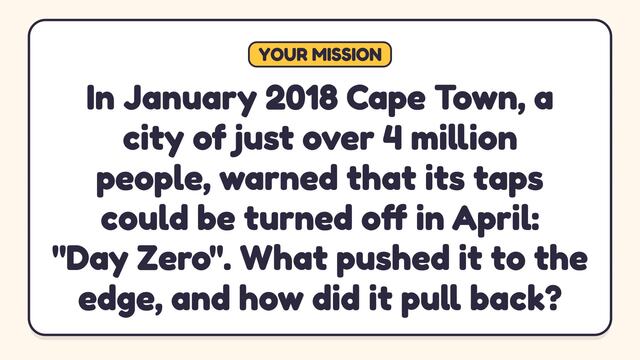 YOUR MISSION
In January 2018 Cape Town, a
city of just over 4 million
people, warned that its taps
could be turned off in April:
"Day Zero". What pushed it to the
edge, and how did it pull back?